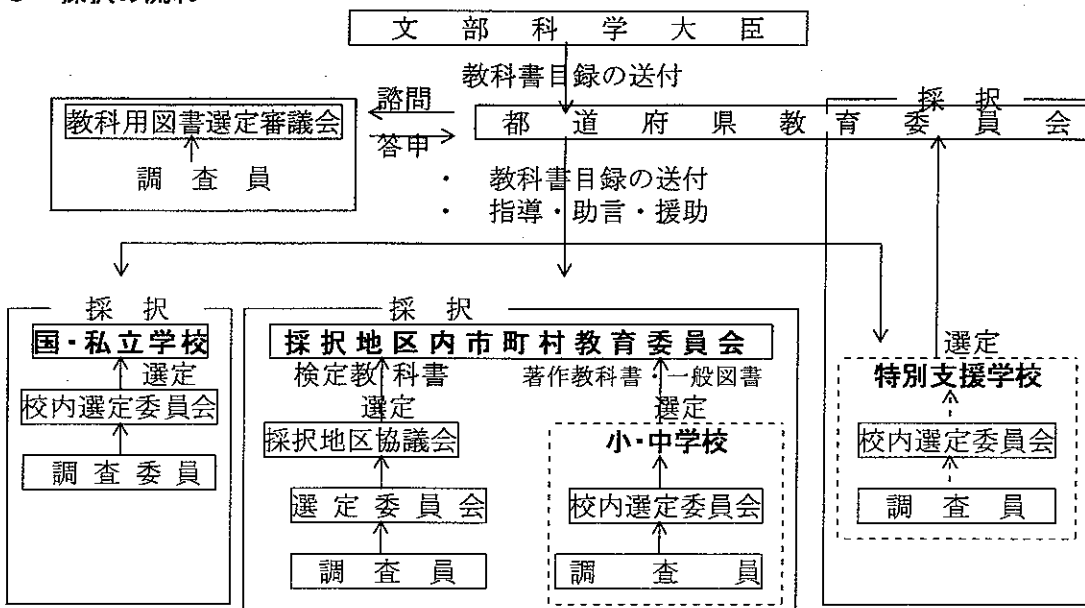 採択の流れ
文部科学大臣
教科書目録の送付
諮問
採択
教科用図書選定審議会
都道府県教育委員会
答申
調査員
・ 教科書目録の送付
・ 指導・助言・援助
採択
採択
国・私立学校
採択地区内市町村教育委員会
選定
選定
検定教科書
著作教科書・一般図書
特別支援学校
校内選定委員会
選定
選定
採択地区協議会
小・中学校
校内選定委員会
調査委員
選定委員会
校内選定委員会
調査員
調査員
調査員